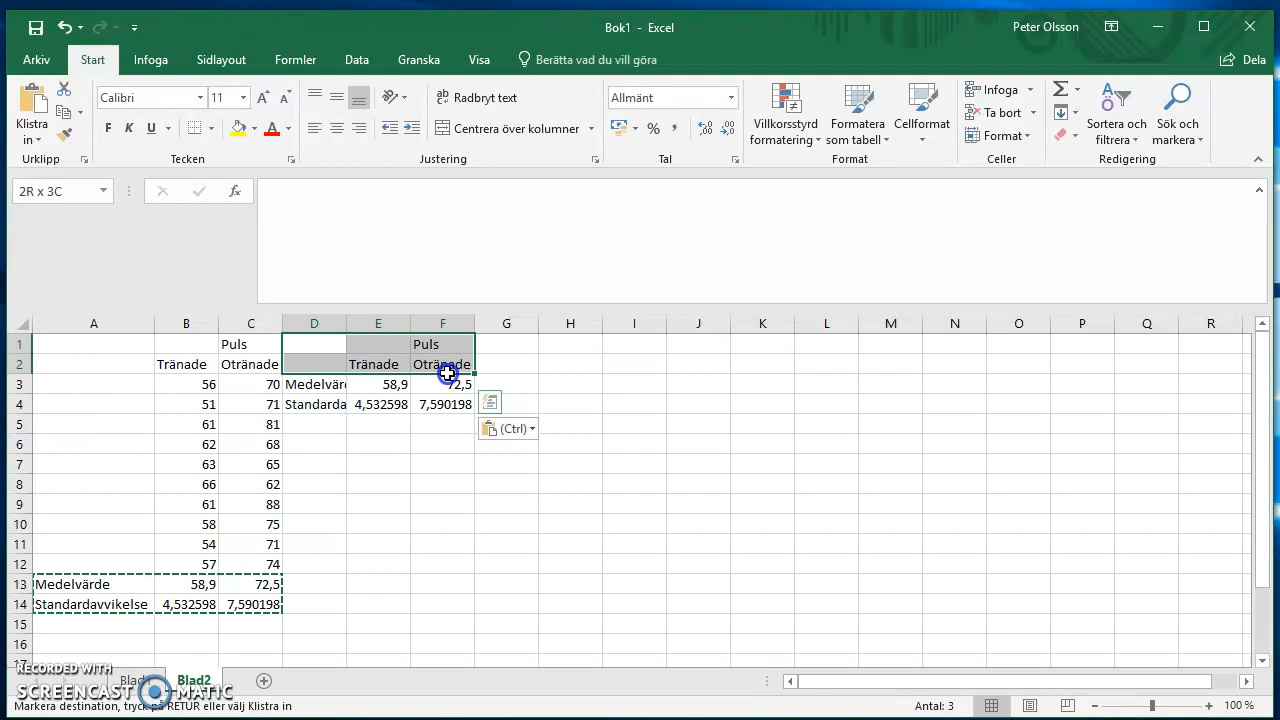 Bok1 - Excel
Peter Olsson
Arkiv Start Infoga Sidlayout Formler Data Granska Visa Berätta vad du vill göra
Dela
Klistra in
Calibri 11
F K U
Radbryt text
Centrera över kolumner
Allmänt
%
Villkorsstyrd formatering
Formatera som tabell
Cellformat
Infoga
Ta bort
Format
Sortera och filtrera
Sök och markera
Urklipp Tecken Justering Tal Format Celler Redigering
2R x 3C
fx
A B C D E F G H I J K L M N O P Q R
1 Puls Puls
2 Tränade Otränade Tränade Otränade
3 56 70 Medelvärd 58,9 72,5
4 51 71 Standarda 4,532598 7,590198
(Ctrl)
5 61 81
6 62 68
7 63 65
8 66 62
9 61 88
10 58 75
11 54 71
12 57 74
13 Medelvärde 58,9 72,5
14 Standardavvikelse 4,532598 7,590198
15
16
17
RECORDED WITH
SCREENCAST MATIC
Blad1 Blad2
Markera destination, tryck på RETUR eller välj Klistra in
Antal: 3
100 %